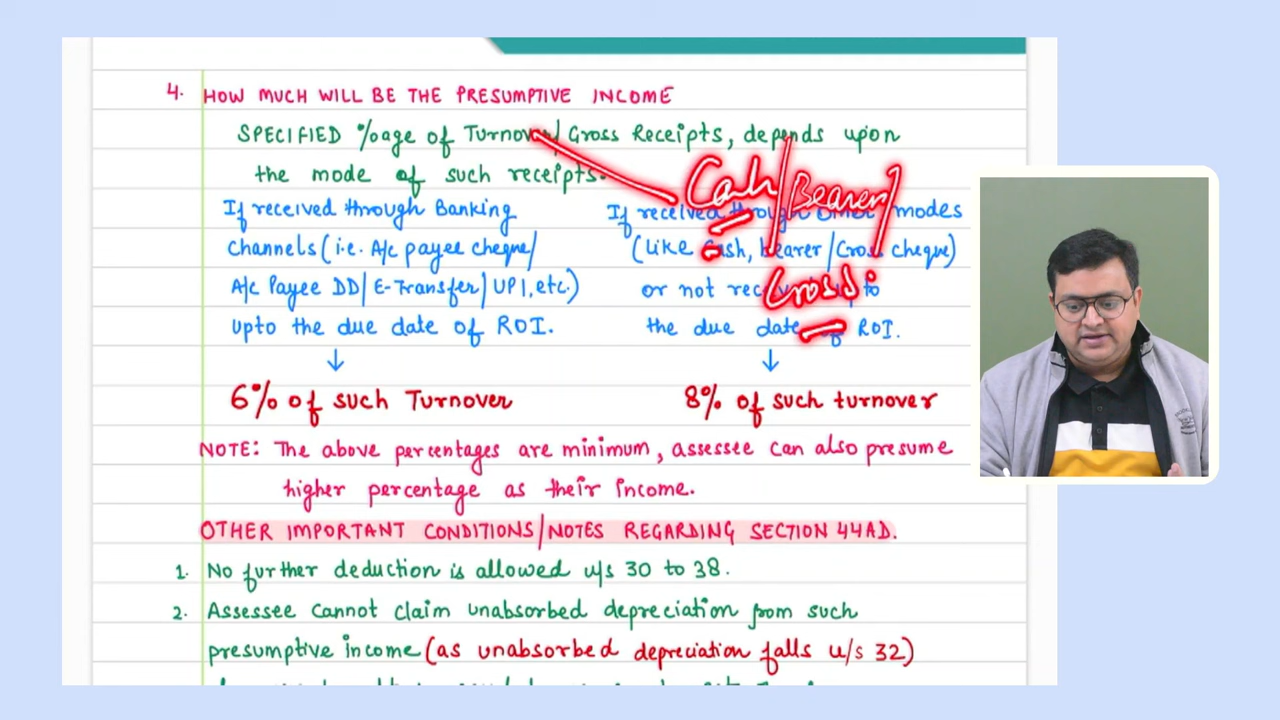 4. HOW MUCH WILL BE THE PRESUMPTIVE INCOME
SPECIFIED %age of Turnover/Gross Receipts, depends upon
the mode of such receipts.
If received through Banking
Channels (i.e. A/c payee cheque/
A/c Payee DD/ E-Transfer/ UPI, etc.)
upto the due date of ROI.
↓
6% of such Turnover
Cash/Bearer/
Cross
If received through other modes
(Like Cash, bearer/Cross cheque)
or not received upto
the due date of ROI.
↓
8% of such turnover
NOTE: The above percentages are minimum, assessee can also presume
higher percentage as their income.
OTHER IMPORTANT CONDITIONS/NOTES REGARDING SECTION 44AD.
1. No further deduction is allowed u/s 30 to 38.
2. Assessee cannot claim unabsorbed depreciation from such
presumptive income (as unabsorbed depreciation falls u/s 32)